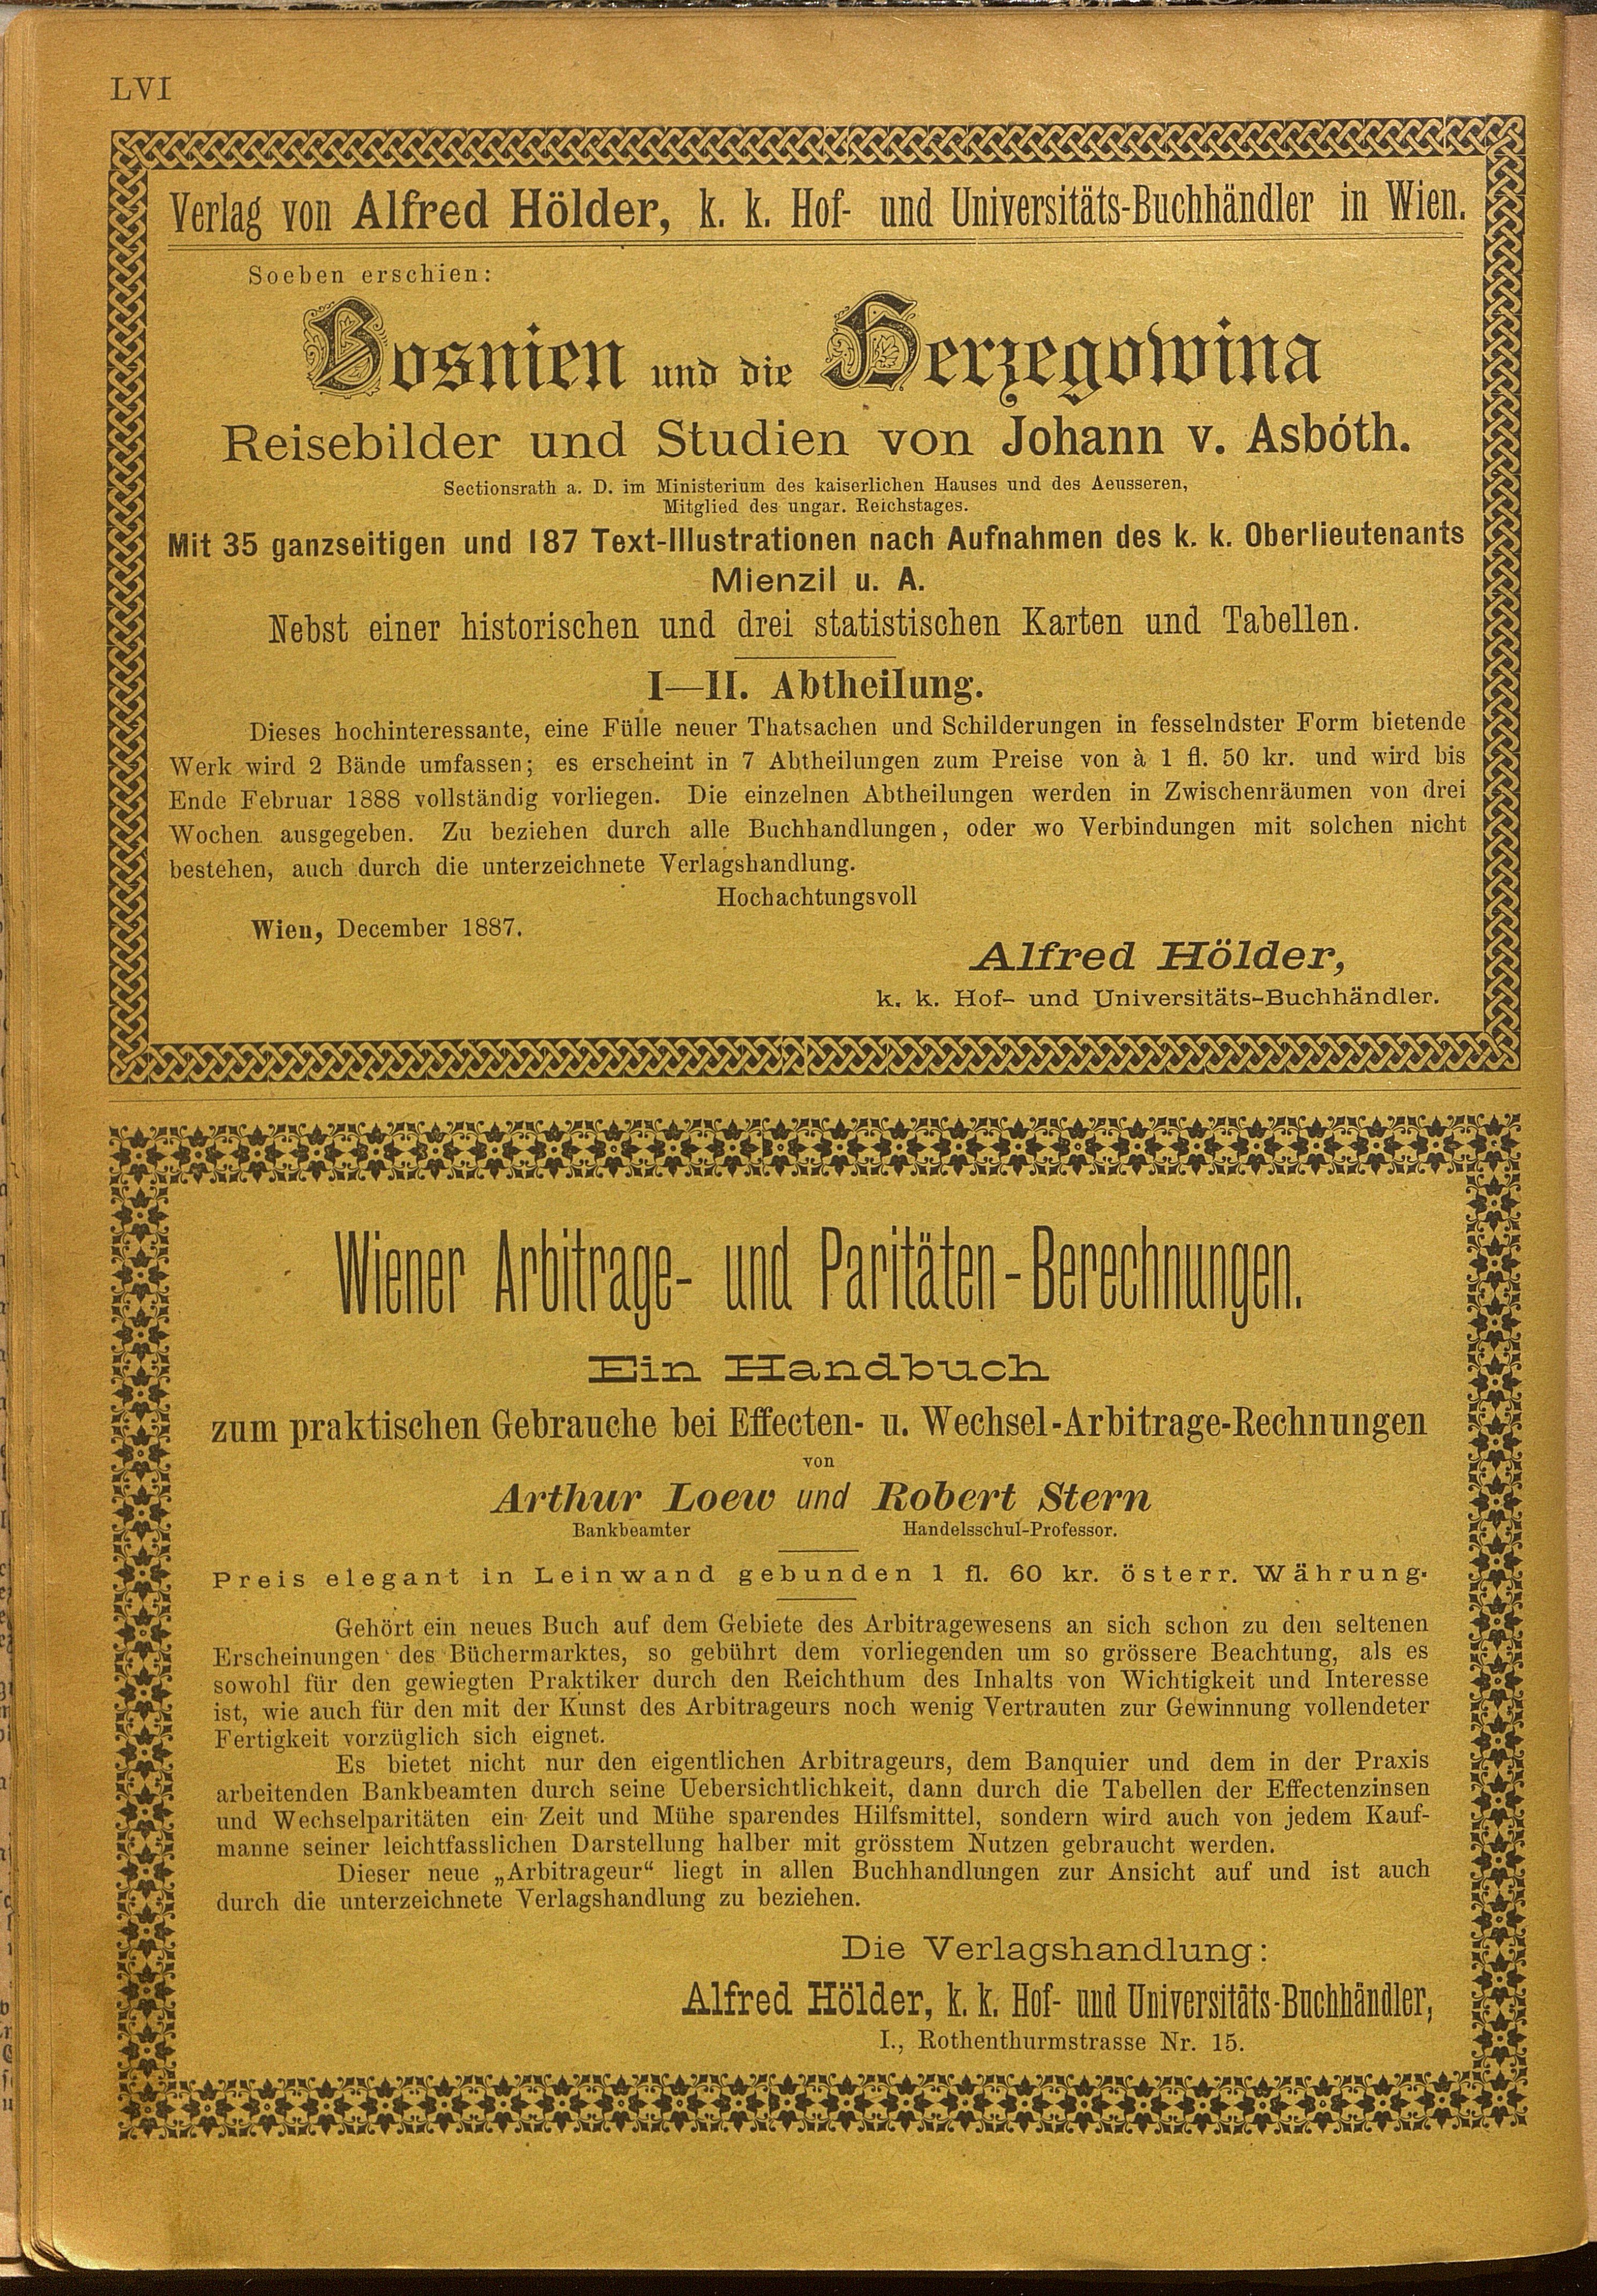 LVI
Verlag von Alfred Hölder, k. k. Hof- und Universitäts-Buchhändler in Wien.
Soeben erschien:
Bosnien und die Herzegowina
Reisebilder und Studien von Johann v. Asbóth.
Sectionsrath a. D. im Ministerium des kaiserlichen Hauses und des Aeusseren,
Mitglied des ungar. Reichstages.
Mit 35 ganzseitigen und 187 Text-Illustrationen nach Aufnahmen des k. k. Oberlieutenants
Mienzil u. A.
Nebst einer historischen und drei statistischen Karten und Tabellen.
I—II. Abtheilung.
Dieses hochinteressante, eine Fülle neuer Thatsachen und Schilderungen in fesselndster Form bietende
Werk wird 2 Bände umfassen; es erscheint in 7 Abtheilungen zum Preise von à 1 fl. 50 kr. und wird bis
Ende Februar 1888 vollständig vorliegen. Die einzelnen Abtheilungen werden in Zwischenräumen von drei
Wochen ausgegeben. Zu beziehen durch alle Buchhandlungen, oder wo Verbindungen mit solchen nicht
bestehen, auch durch die unterzeichnete Verlagshandlung.
Hochachtungsvoll
Wien, December 1887.
Alfred Hölder,
k. k. Hof- und Universitäts-Buchhändler.
Wiener Arbitrage- und Paritäten-Berechnungen.
Ein Handbuch
zum praktischen Gebrauche bei Effecten- u. Wechsel-Arbitrage-Rechnungen
von
Arthur Loew und Robert Stern
Bankbeamter Handelsschul-Professor.
Preis elegant in Leinwand gebunden 1 fl. 60 kr. österr. Währung.
Gehört ein neues Buch auf dem Gebiete des Arbitragewesens an sich schon zu den seltenen
Erscheinungen des Büchermarktes, so gebührt dem vorliegenden um so grössere Beachtung, als es
sowohl für den gewiegten Praktiker durch den Reichthum des Inhalts von Wichtigkeit und Interesse
ist, wie auch für den mit der Kunst des Arbitrageurs noch wenig Vertrauten zur Gewinnung vollendeter
Fertigkeit vorzüglich sich eignet.
Es bietet nicht nur den eigentlichen Arbitrageurs, dem Banquier und dem in der Praxis
arbeitenden Bankbeamten durch seine Uebersichtlichkeit, dann durch die Tabellen der Effectenzinsen
und Wechselparitäten ein Zeit und Mühe sparendes Hilfsmittel, sondern wird auch von jedem Kauf-
manne seiner leichtfasslichen Darstellung halber mit grösstem Nutzen gebraucht werden.
Dieser neue „Arbitrageur“ liegt in allen Buchhandlungen zur Ansicht auf und ist auch
durch die unterzeichnete Verlagshandlung zu beziehen.
Die Verlagshandlung:
Alfred Hölder, k. k. Hof- und Universitäts-Buchhändler,
I., Rothenthurmstrasse Nr. 15.